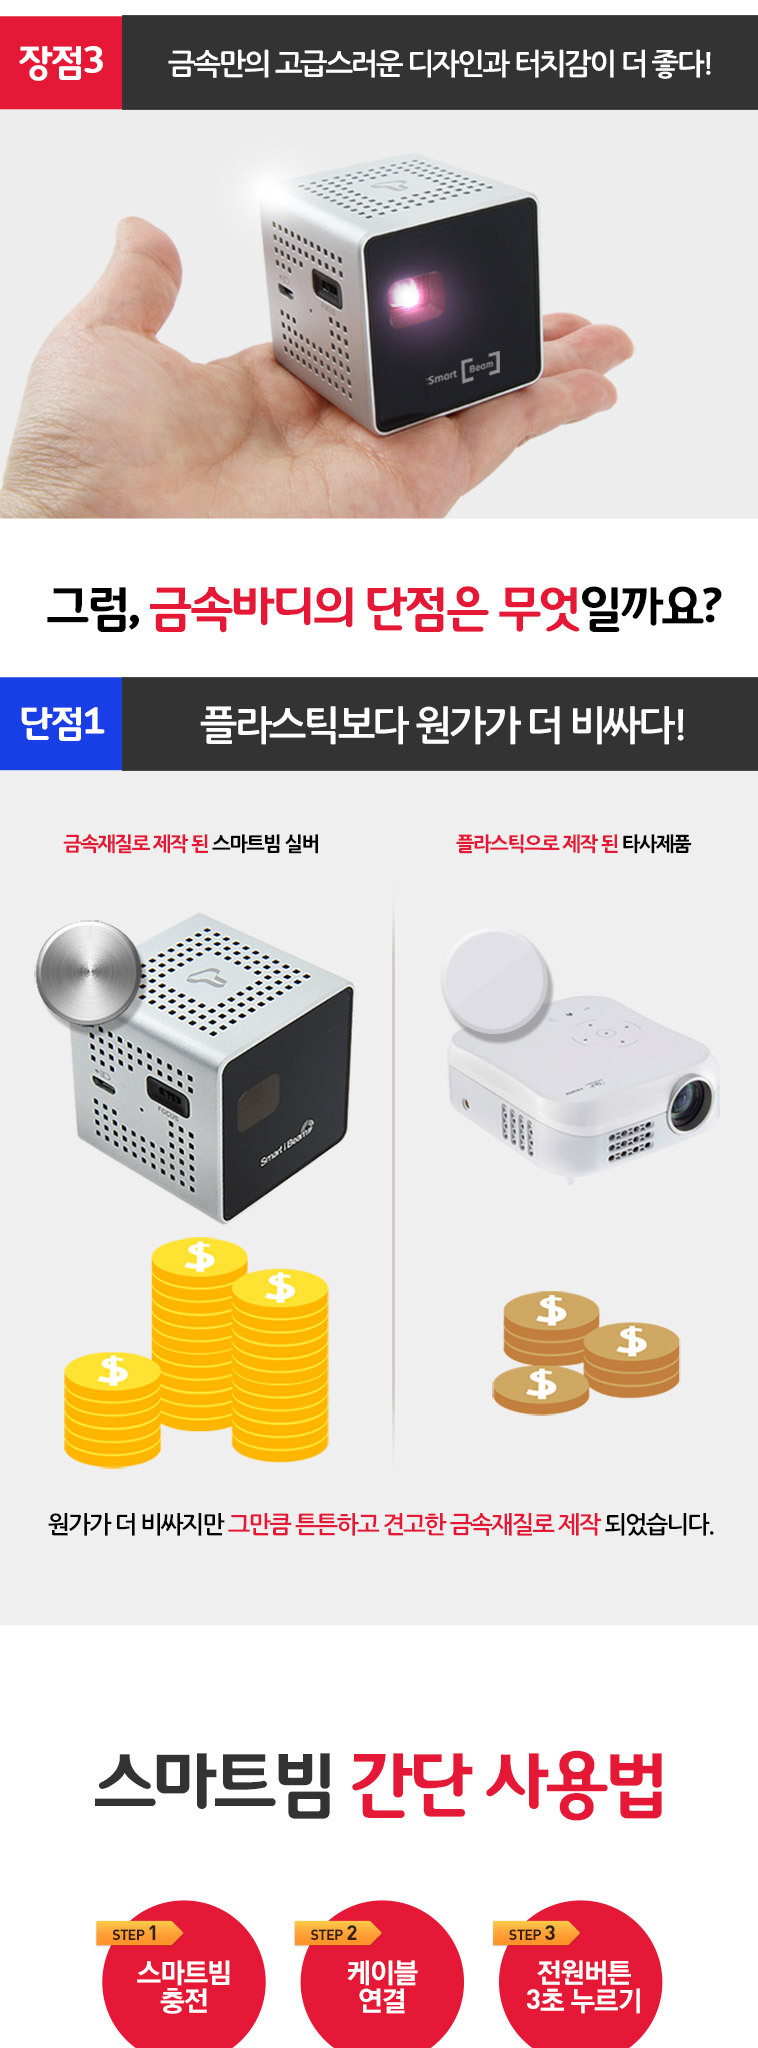 장점3
금속만의 고급스러운 디자인과 터치감이 더 좋다!
FOCUS
Smart [Beam]
그럼, 금속바디의 단점은 무엇일까요?
단점1
플라스틱보다 원가가 더 비싸다!
금속재질로 제작 된 스마트빔 실버
플라스틱으로 제작 된 타사제품
FOCUS
Smart i Beam
$
$
$
$
$
$
원가가 더 비싸지만 그만큼 튼튼하고 견고한 금속재질로 제작 되었습니다.
스마트빔 간단 사용법
STEP 1
스마트빔
충전
STEP 2
케이블
연결
STEP 3
전원버튼
3초 누르기